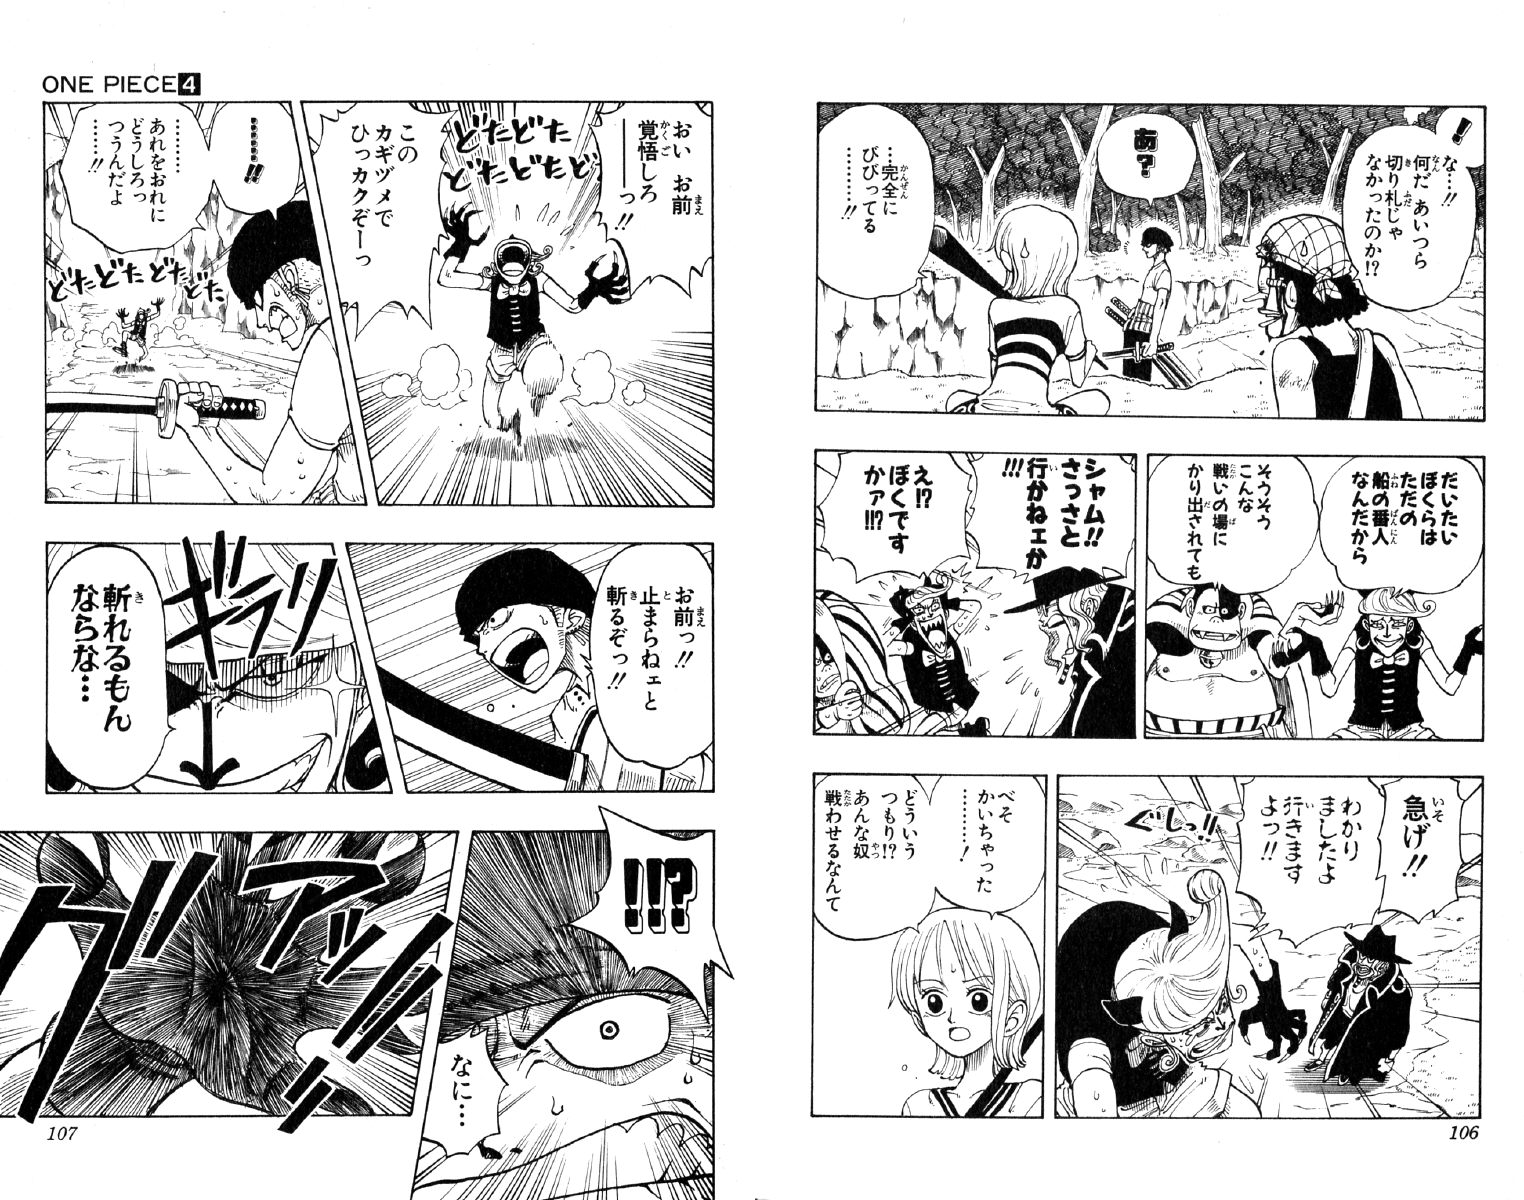 ！
な…!!
何だ あいつら
切り札じゃ
なかったのか!?
あ？
…完全に
びびってる
……!!
だいたい
ぼくらは
ただの
船の番人
なんだから
そうそう
こんな
戦いの場に
かり出されても
シャム!!
さっさと
行かねェか
!!!
え!?
ぼくです
かァ!!?
急げ!!
わかり
ましたよ
行きます
よっ!!
ぐしっ!!
べそ
かいちゃった
………！
どういう
つもり!?
あんな奴
戦わせるなんて
106
ONE PIECE 4
おい お前
覚悟しろ
――っ!!
どたどた
どたどたど
この
カギヅメで
ひっカクぞーっ
……!!
………
あれをおれに
どうしろっ
つうんだよ
……!!
どたどたどたどた
お前っ!!
止まらねェと
斬るぞっ!!
ギラリ
斬れるもん
ならな…
!!!?
なに…
グアッ!!
107